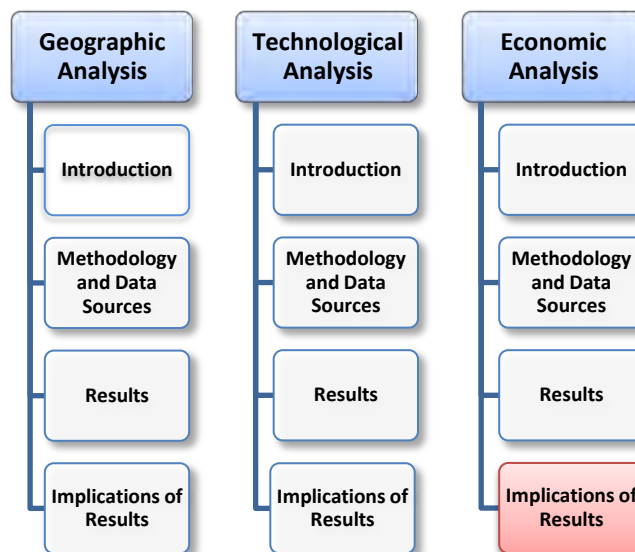 Geographic
Analysis
Introduction
Methodology
and Data
Sources
Results
Implications of
Results
Technological
Analysis
Introduction
Methodology
and Data
Sources
Results
Implications of
Results
Economic
Analysis
Introduction
Methodology
and Data
Sources
Results
Implications of
Results